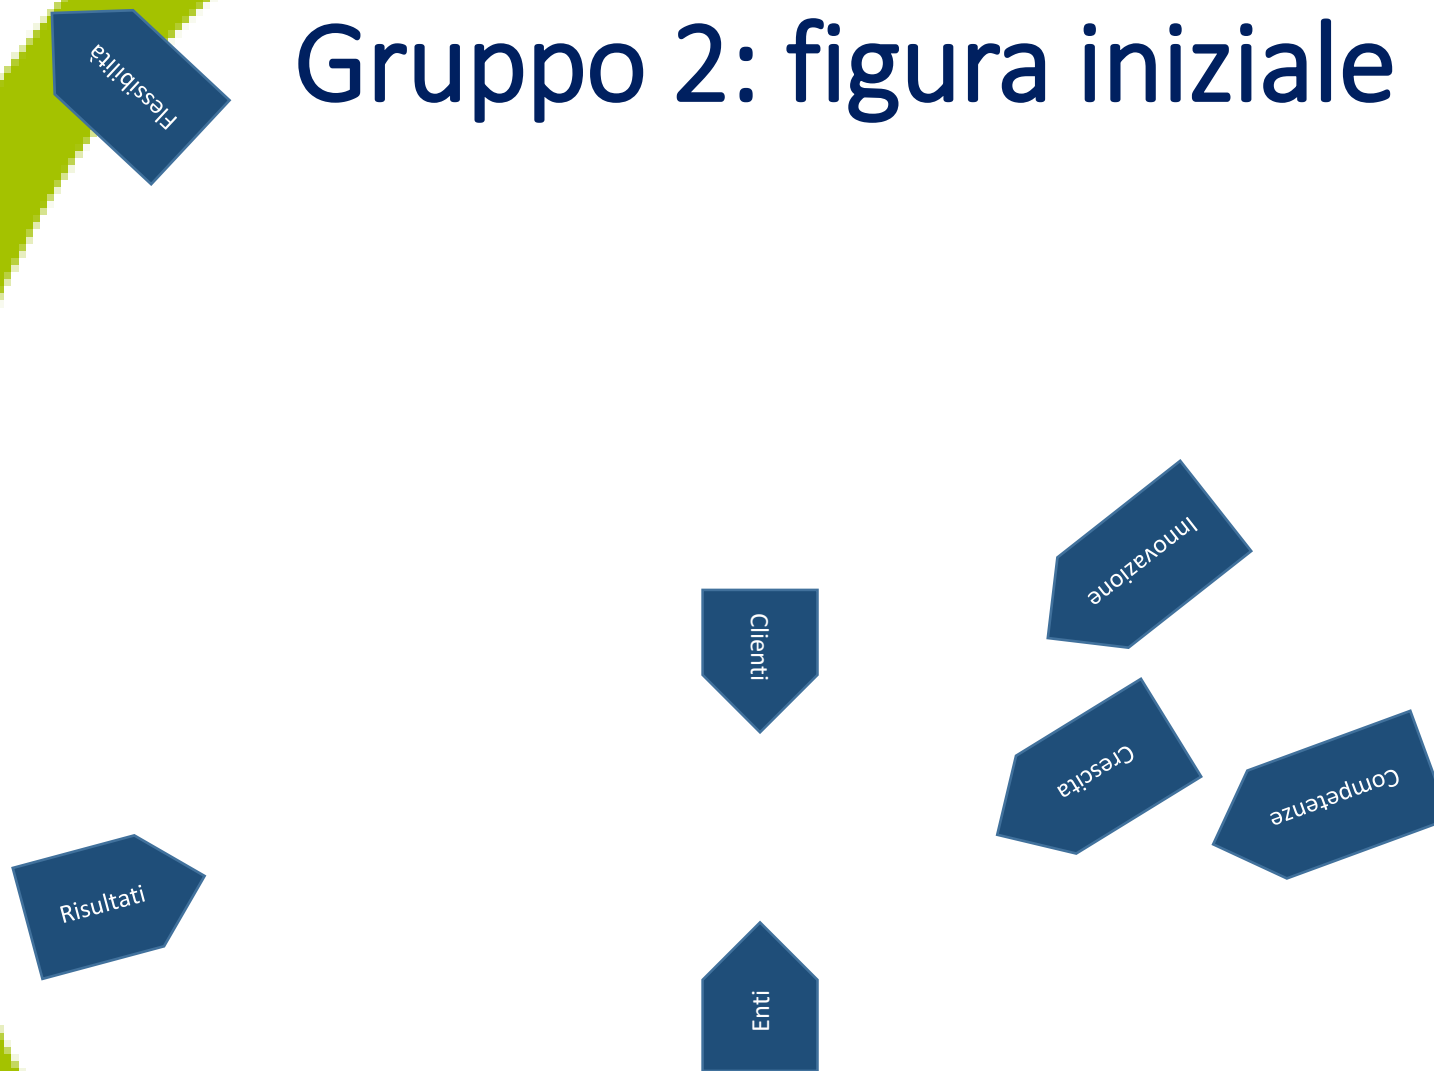 Flessibilità
Gruppo 2: figura iniziale
Innovazione
Clienti
Crescita
Competenze
Risultati
Enti